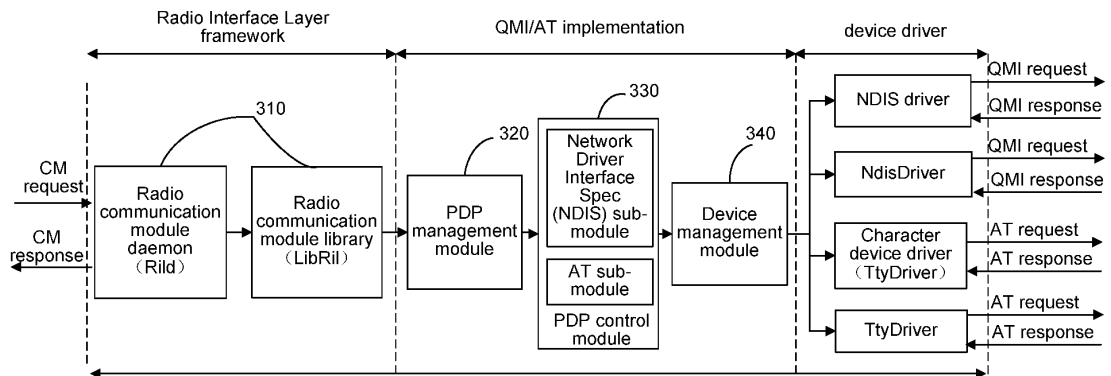 Radio Interface Layer
framework
QMI/AT implementation
device driver
310
320
330
340
CM
request
CM
response
Radio
communication
module
daemon
（Rild）
Radio
communication
module library
（LibRil）
PDP
management
module
Network
Driver
Interface
Spec
(NDIS) sub-
module
AT sub-
module
PDP control
module
Device
management
module
NDIS driver
QMI request
QMI response
NdisDriver
QMI request
QMI response
Character
device driver
（TtyDriver）
AT request
AT response
TtyDriver
AT request
AT response